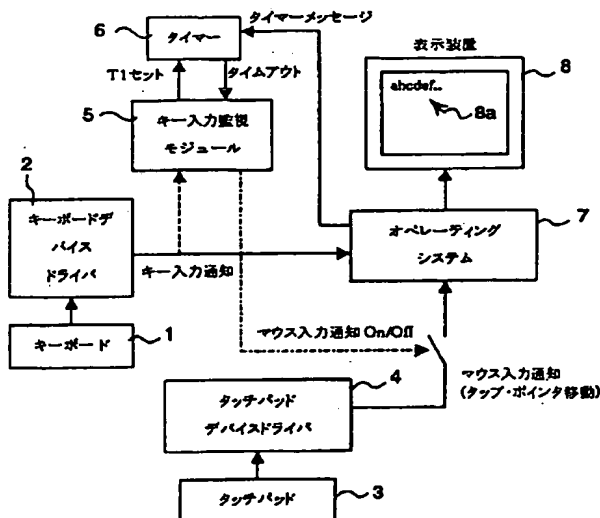 6
タイマー
タイマーメッセージ
表示装置
8
abcdef..
8a
T1セット
タイムアウト
5
キー入力監視
モジュール
2
キーボードデ
バイス
ドライバ
キー入力通知
オペレーティング
システム
7
キーボード
1
マウス入力通知 On/Off
マウス入力通知
(タップ・ポインタ移動)
4
タッチパッド
デバイスドライバ
タッチパッド
3